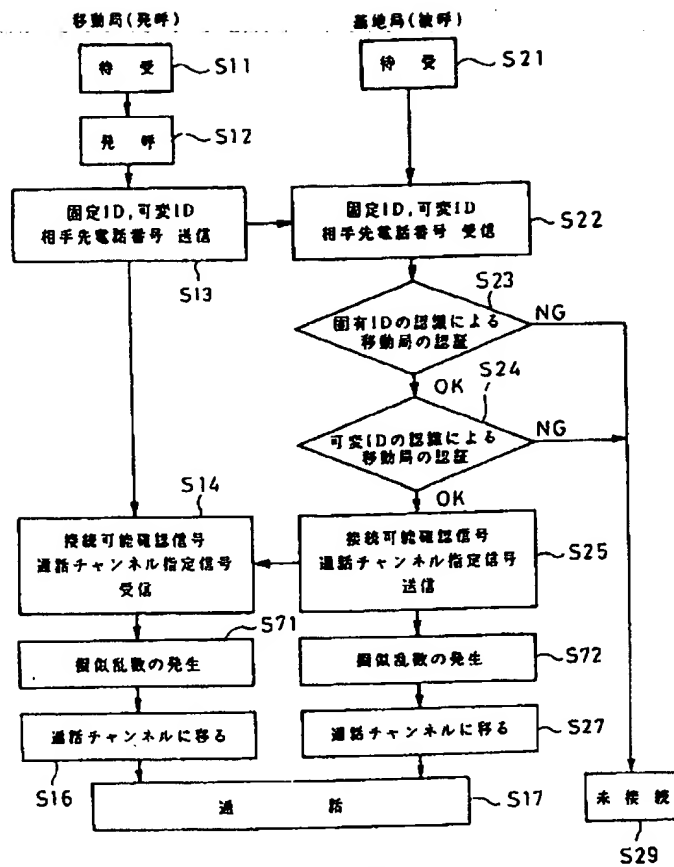 移動局(発呼)
基地局(被呼)
待受
S11
待受
S21
発呼
S12
固定ID,可変ID
相手先電話番号 送信
S13
固定ID,可変ID
相手先電話番号 受信
S22
S23
固有IDの認識による
移動局の認証
NG
OK
S24
可変IDの認識による
移動局の認証
NG
OK
S14
接続可能確認信号
通話チャンネル指定信号
受信
接続可能確認信号
通話チャンネル指定信号
送信
S25
S71
擬似乱数の発生
擬似乱数の発生
S72
通話チャンネルに移る
S16
通話チャンネルに移る
S27
通話
S17
未接続
S29